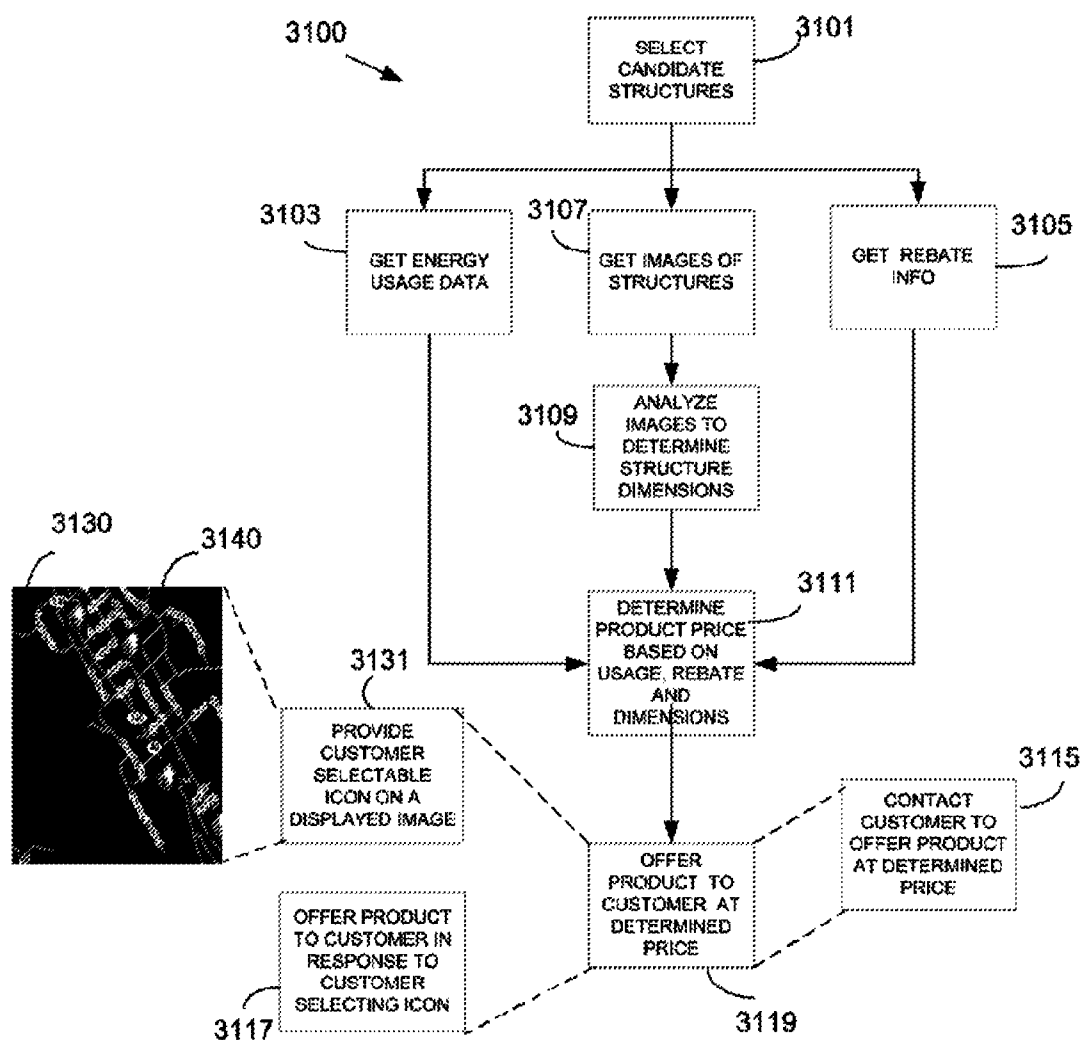 3100
3101
SELECT
CANDIDATE
STRUCTURES
3103
GET ENERGY
USAGE DATA
3107
GET IMAGES OF
STRUCTURES
3105
GET REBATE
INFO
3109
ANALYZE
IMAGES TO
DETERMINE
STRUCTURE
DIMENSIONS
3130
3140
3111
DETERMINE
PRODUCT PRICE
BASED ON
USAGE, REBATE
AND
DIMENSIONS
3131
PROVIDE
CUSTOMER
SELECTABLE
ICON ON A
DISPLAYED IMAGE
3115
CONTACT
CUSTOMER TO
OFFER PRODUCT
AT DETERMINED
PRICE
OFFER
PRODUCT TO
CUSTOMER AT
DETERMINED
PRICE
3119
OFFER PRODUCT
TO CUSTOMER IN
RESPONSE TO
CUSTOMER
SELECTING ICON
3117